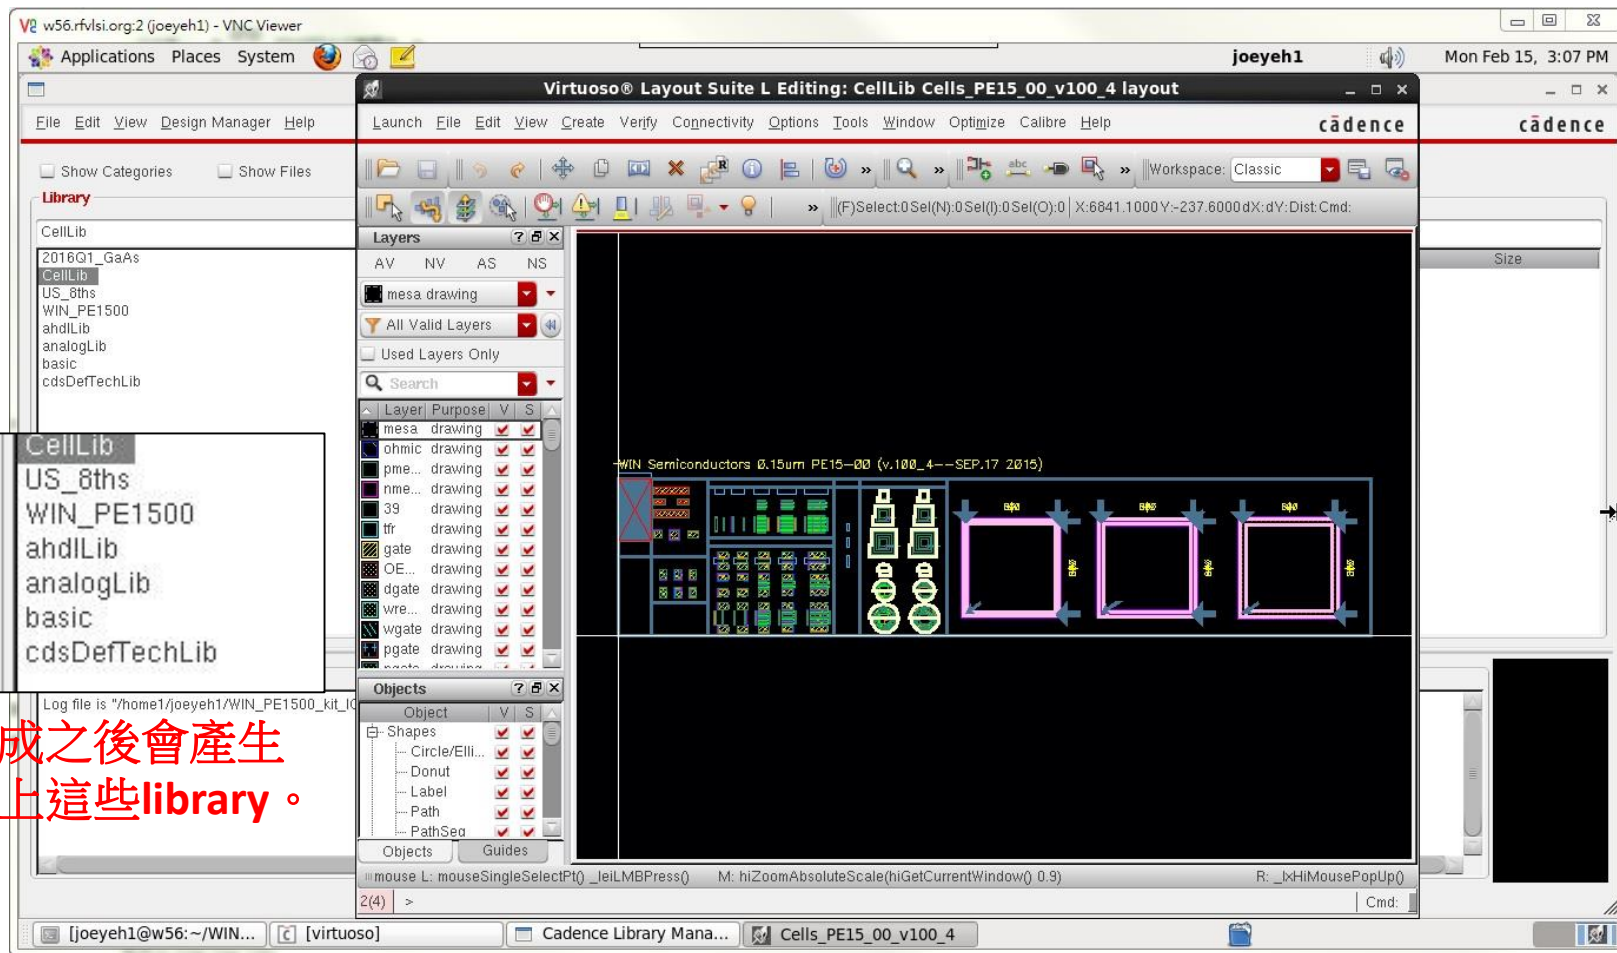 w56.rfvlsi.org:2 (joeyeh1) - VNC Viewer
Applications Places System
joeyeh1
Mon Feb 15, 3:07 PM
Virtuoso® Layout Suite L Editing: CellLib Cells_PE15_00_v100_4 layout
File Edit View Design Manager Help
Launch File Edit View Create Verify Connectivity Options Tools Window Optimize Calibre Help
cādence
cādence
Show Categories
Show Files
Workspace: Classic
Library
(F)Select:0 Sel(N):0 Sel(I):0 Sel(O):0 X:6841.1000 Y:-237.6000 dX: dY: Dist: Cmd:
CellLib
2016Q1_GaAs
CellLib
US_8ths
WIN_PE1500
ahdlLib
analogLib
basic
cdsDefTechLib
Size
Layers
AV NV AS NS
mesa drawing
All Valid Layers
Used Layers Only
Search
Layer Purpose V S
mesa drawing
ohmic drawing
pme... drawing
nme... drawing
39 drawing
tfr drawing
gate drawing
OE... drawing
dgate drawing
wre... drawing
wgate drawing
pgate drawing
WIN Semiconductors 0.15um PE15-00 (v.100_4--SEP.17 2015)
CellLib
US_8ths
WIN_PE1500
ahdlLib
analogLib
basic
cdsDefTechLib
Objects
Object V S
Shapes
Circle/Elli...
Donut
Label
Path
PathSeg
Objects Guides
Log file is "/home1/joeyeh1/WIN_PE1500_kit_IC
成之後會產生
上這些library。
mouse L: mouseSingleSelectPt() _leiLMBPress()
M: hiZoomAbsoluteScale(hiGetCurrentWindow() 0.9)
R: _lxHiMousePopUp()
2(4) >
Cmd:
[joeyeh1@w56:~/WIN...
[virtuoso]
Cadence Library Mana...
Cells_PE15_00_v100_4